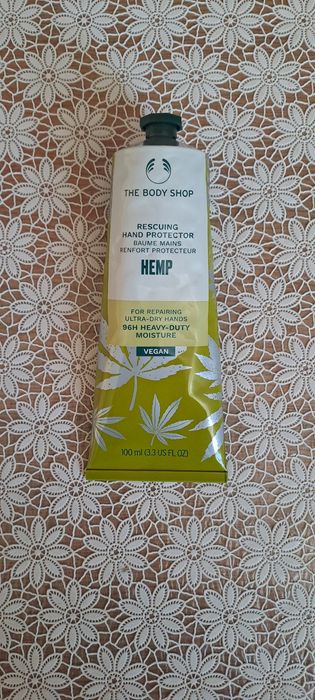 THE BODY SHOP
RESCUING
HAND PROTECTOR
BAUME MAINS
RENFORT PROTECTEUR
HEMP
FOR REPAIRING
ULTRA-DRY HANDS
96H HEAVY-DUTY
MOISTURE
VEGAN
100 ml (3.3 US FL OZ)